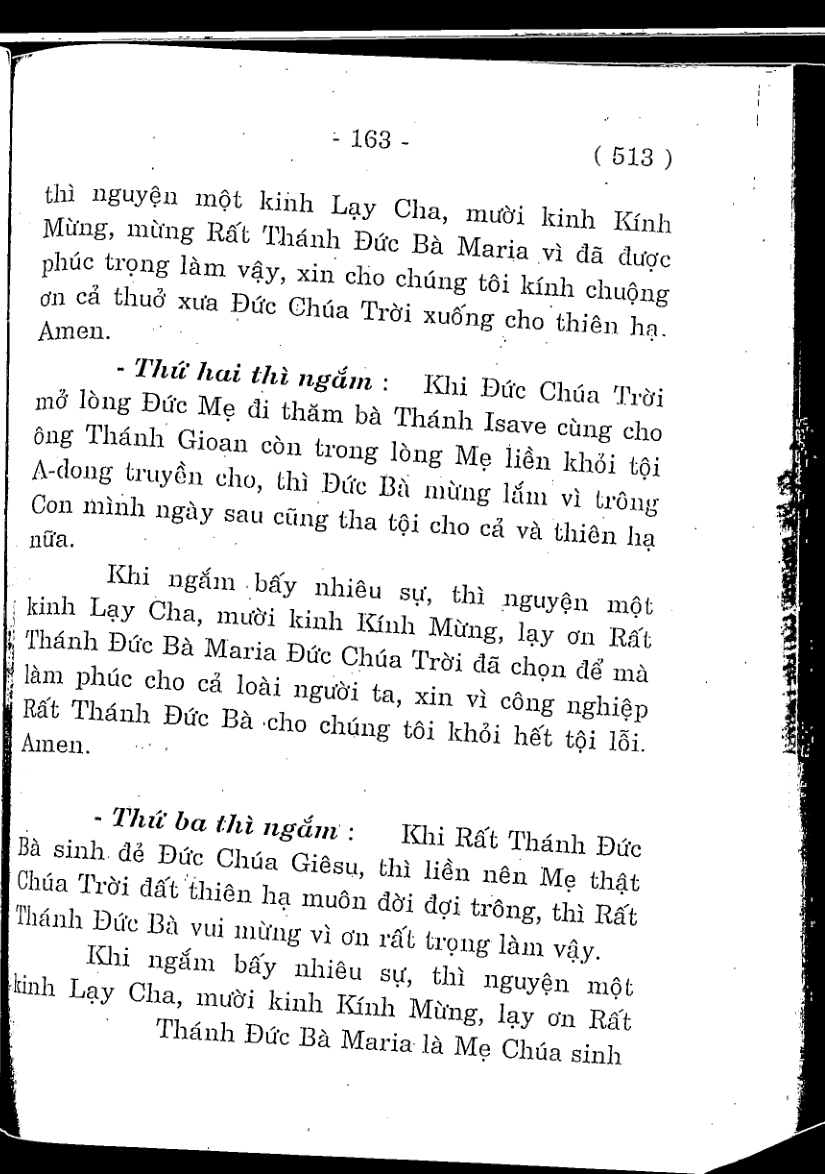 - 163 -
( 513 )
thì nguyện một kinh Lạy Cha, mười kinh Kính
Mừng, mừng Rất Thánh Đức Bà Maria vì đã được
phúc trọng làm vậy, xin cho chúng tôi kính chuộng
ơn cả thuở xưa Đức Chúa Trời xuống cho thiên hạ.
Amen.
- Thứ hai thì ngắm : Khi Đức Chúa Trời
mở lòng Đức Mẹ đi thăm bà Thánh Isave cùng cho
ông Thánh Gioan còn trong lòng Mẹ liền khỏi tội
A-dong truyền cho, thì Đức Bà mừng lắm vì trông
Con mình ngày sau cũng tha tội cho cả và thiên hạ
nữa.
Khi ngắm bấy nhiêu sự, thì nguyện một
kinh Lạy Cha, mười kinh Kính Mừng, lạy ơn Rất
Thánh Đức Bà Maria Đức Chúa Trời đã chọn để mà
làm phúc cho cả loài người ta, xin vì công nghiệp
Rất Thánh Đức Bà cho chúng tôi khỏi hết tội lỗi.
Amen.
- Thứ ba thì ngắm : Khi Rất Thánh Đức
Bà sinh đẻ Đức Chúa Giêsu, thì liền nên Mẹ thật
Chúa Trời đất thiên hạ muôn đời đợi trông, thì Rất
Thánh Đức Bà vui mừng vì ơn rất trọng làm vậy.
Khi ngắm bấy nhiêu sự, thì nguyện một
kinh Lạy Cha, mười kinh Kính Mừng, lạy ơn Rất
Thánh Đức Bà Maria là Mẹ Chúa sinh